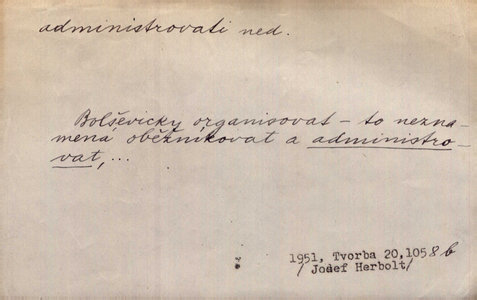 administrovati ned.
Bolševicky organisovat – to nezna-
mená oběžníkovat a administro-
vat, ...
1951, Tvorba 20,1058 b
/ Josef Herbolt/